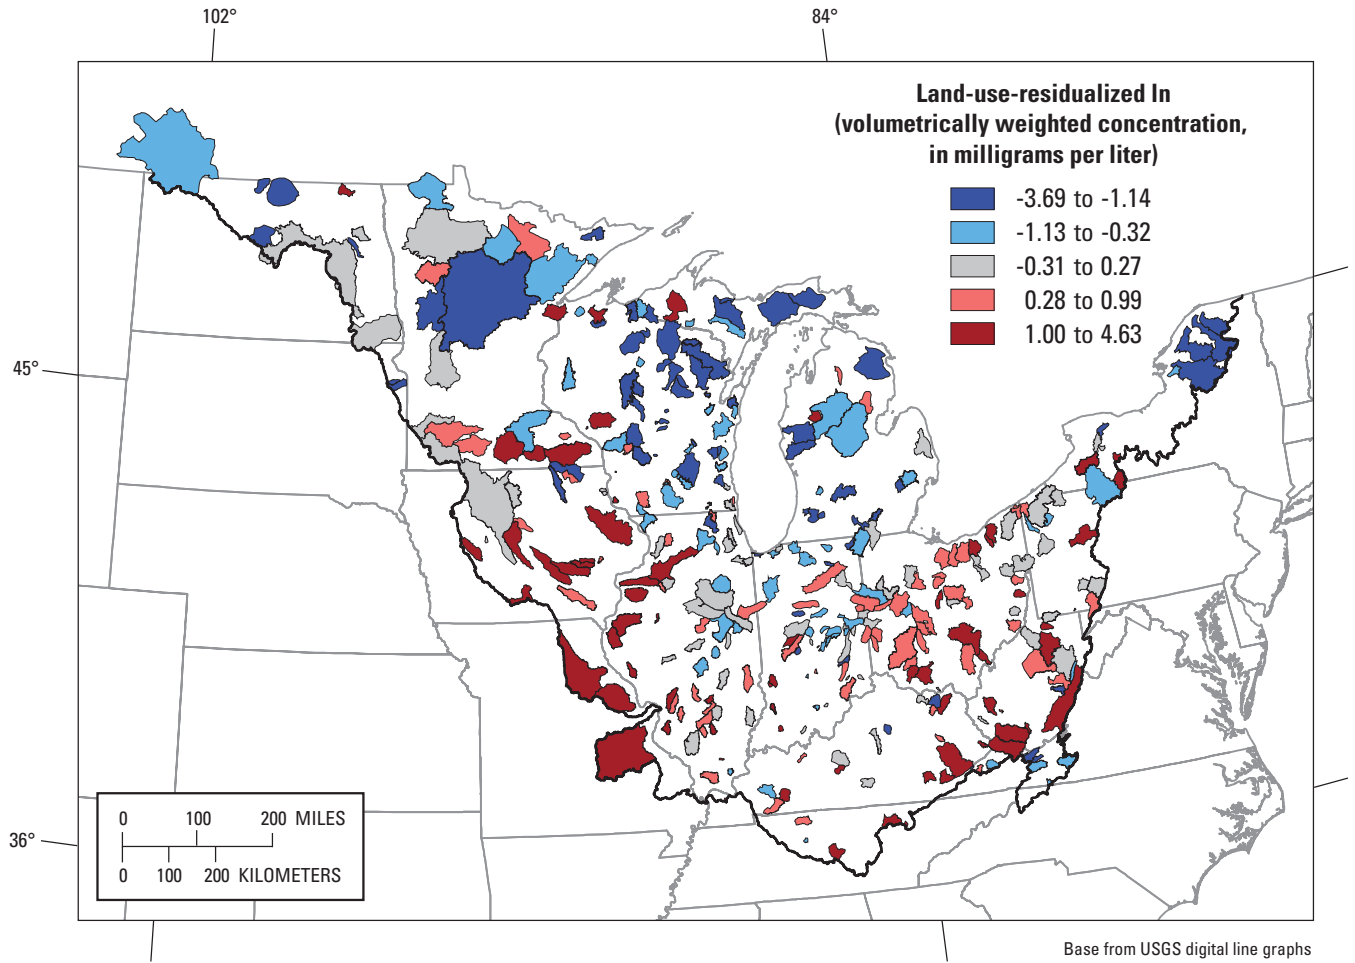 102°
84°
Land-use-residualized ln
(volumetrically weighted concentration,
in milligrams per liter)
-3.69 to -1.14
-1.13 to -0.32
-0.31 to 0.27
0.28 to 0.99
1.00 to 4.63
45°
36°
0 100 200 MILES
0 100 200 KILOMETERS
Base from USGS digital line graphs